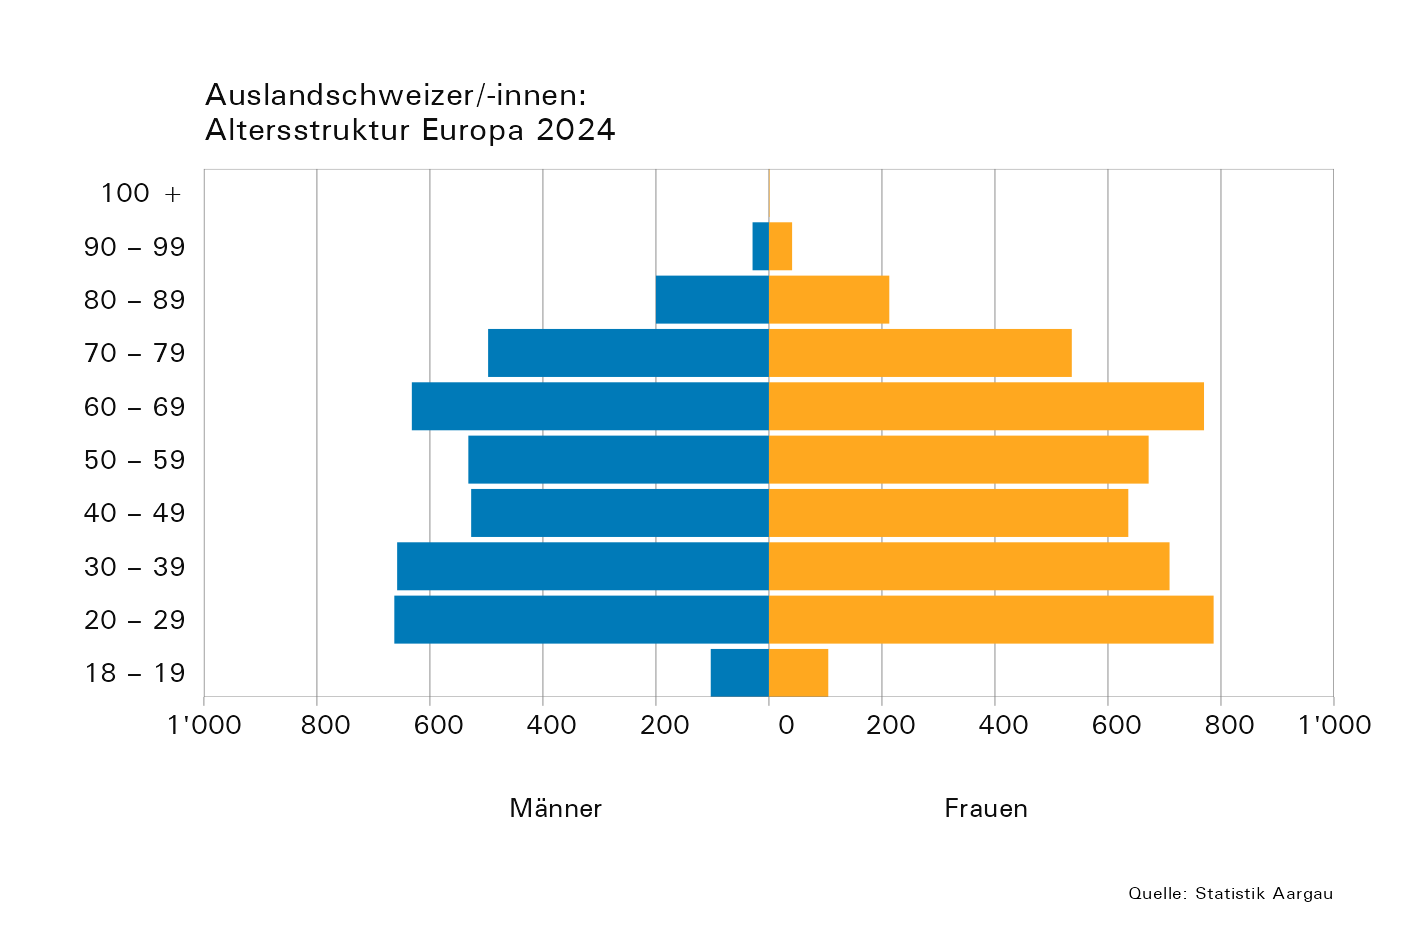 Auslandschweizer/-innen:
Altersstruktur Europa 2024
100 +
90 – 99
80 – 89
70 – 79
60 – 69
50 – 59
40 – 49
30 – 39
20 – 29
18 – 19
1'000 800 600 400 200 0 200 400 600 800 1'000
Männer Frauen
Quelle: Statistik Aargau